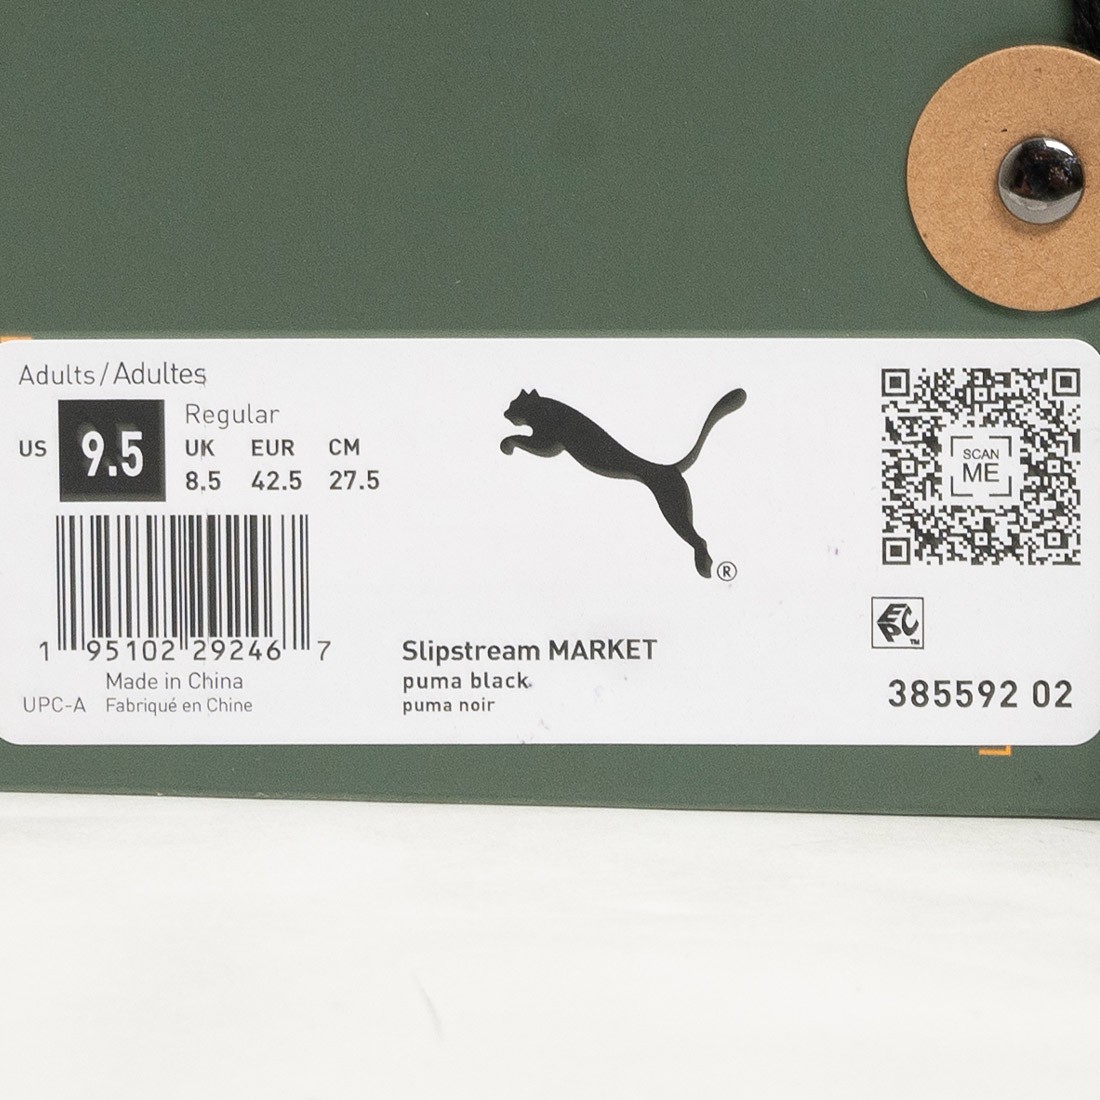 Adults/Adultes
US 9.5
Regular
UK EUR CM
8.5 42.5 27.5
1 95102 29246 7
UPC-A
Made in China
Fabriqué en Chine
®
Slipstream MARKET
puma black
puma noir
SCAN
ME
EPC™
385592 02